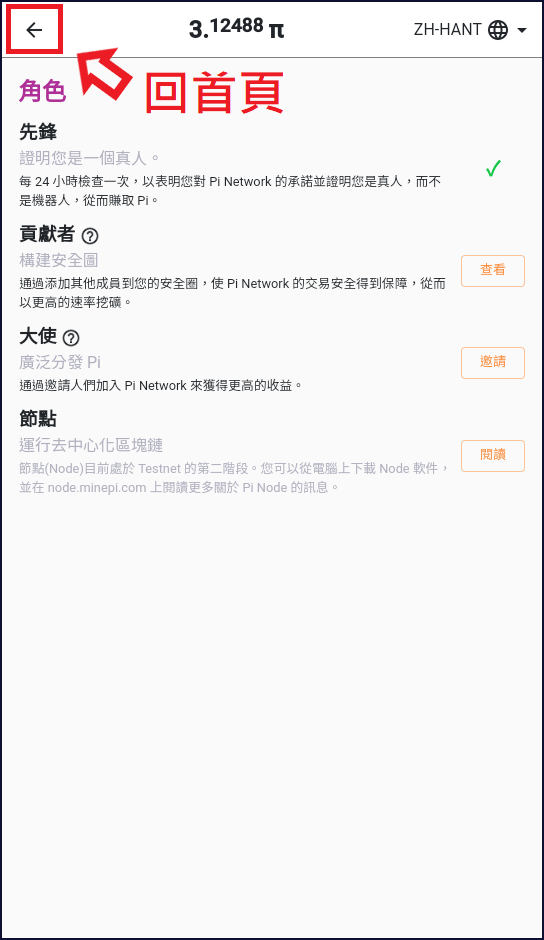 3.12488 π
ZH-HANT
回首頁
角色
先鋒
證明您是一個真人。
每 24 小時檢查一次，以表明您對 Pi Network 的承諾並證明您是真人，而不
是機器人，從而賺取 Pi。
貢獻者
構建安全圖
通過添加其他成員到您的安全圈，使 Pi Network 的交易安全得到保障，從而
以更高的速率挖礦。
查看
大使
廣泛分發 Pi
通過邀請人們加入 Pi Network 來獲得更高的收益。
邀請
節點
運行去中心化區塊鏈
節點(Node)目前處於 Testnet 的第二階段。您可以從電腦上下載 Node 軟件，
並在 node.minepi.com 上閱讀更多關於 Pi Node 的訊息。
閱讀